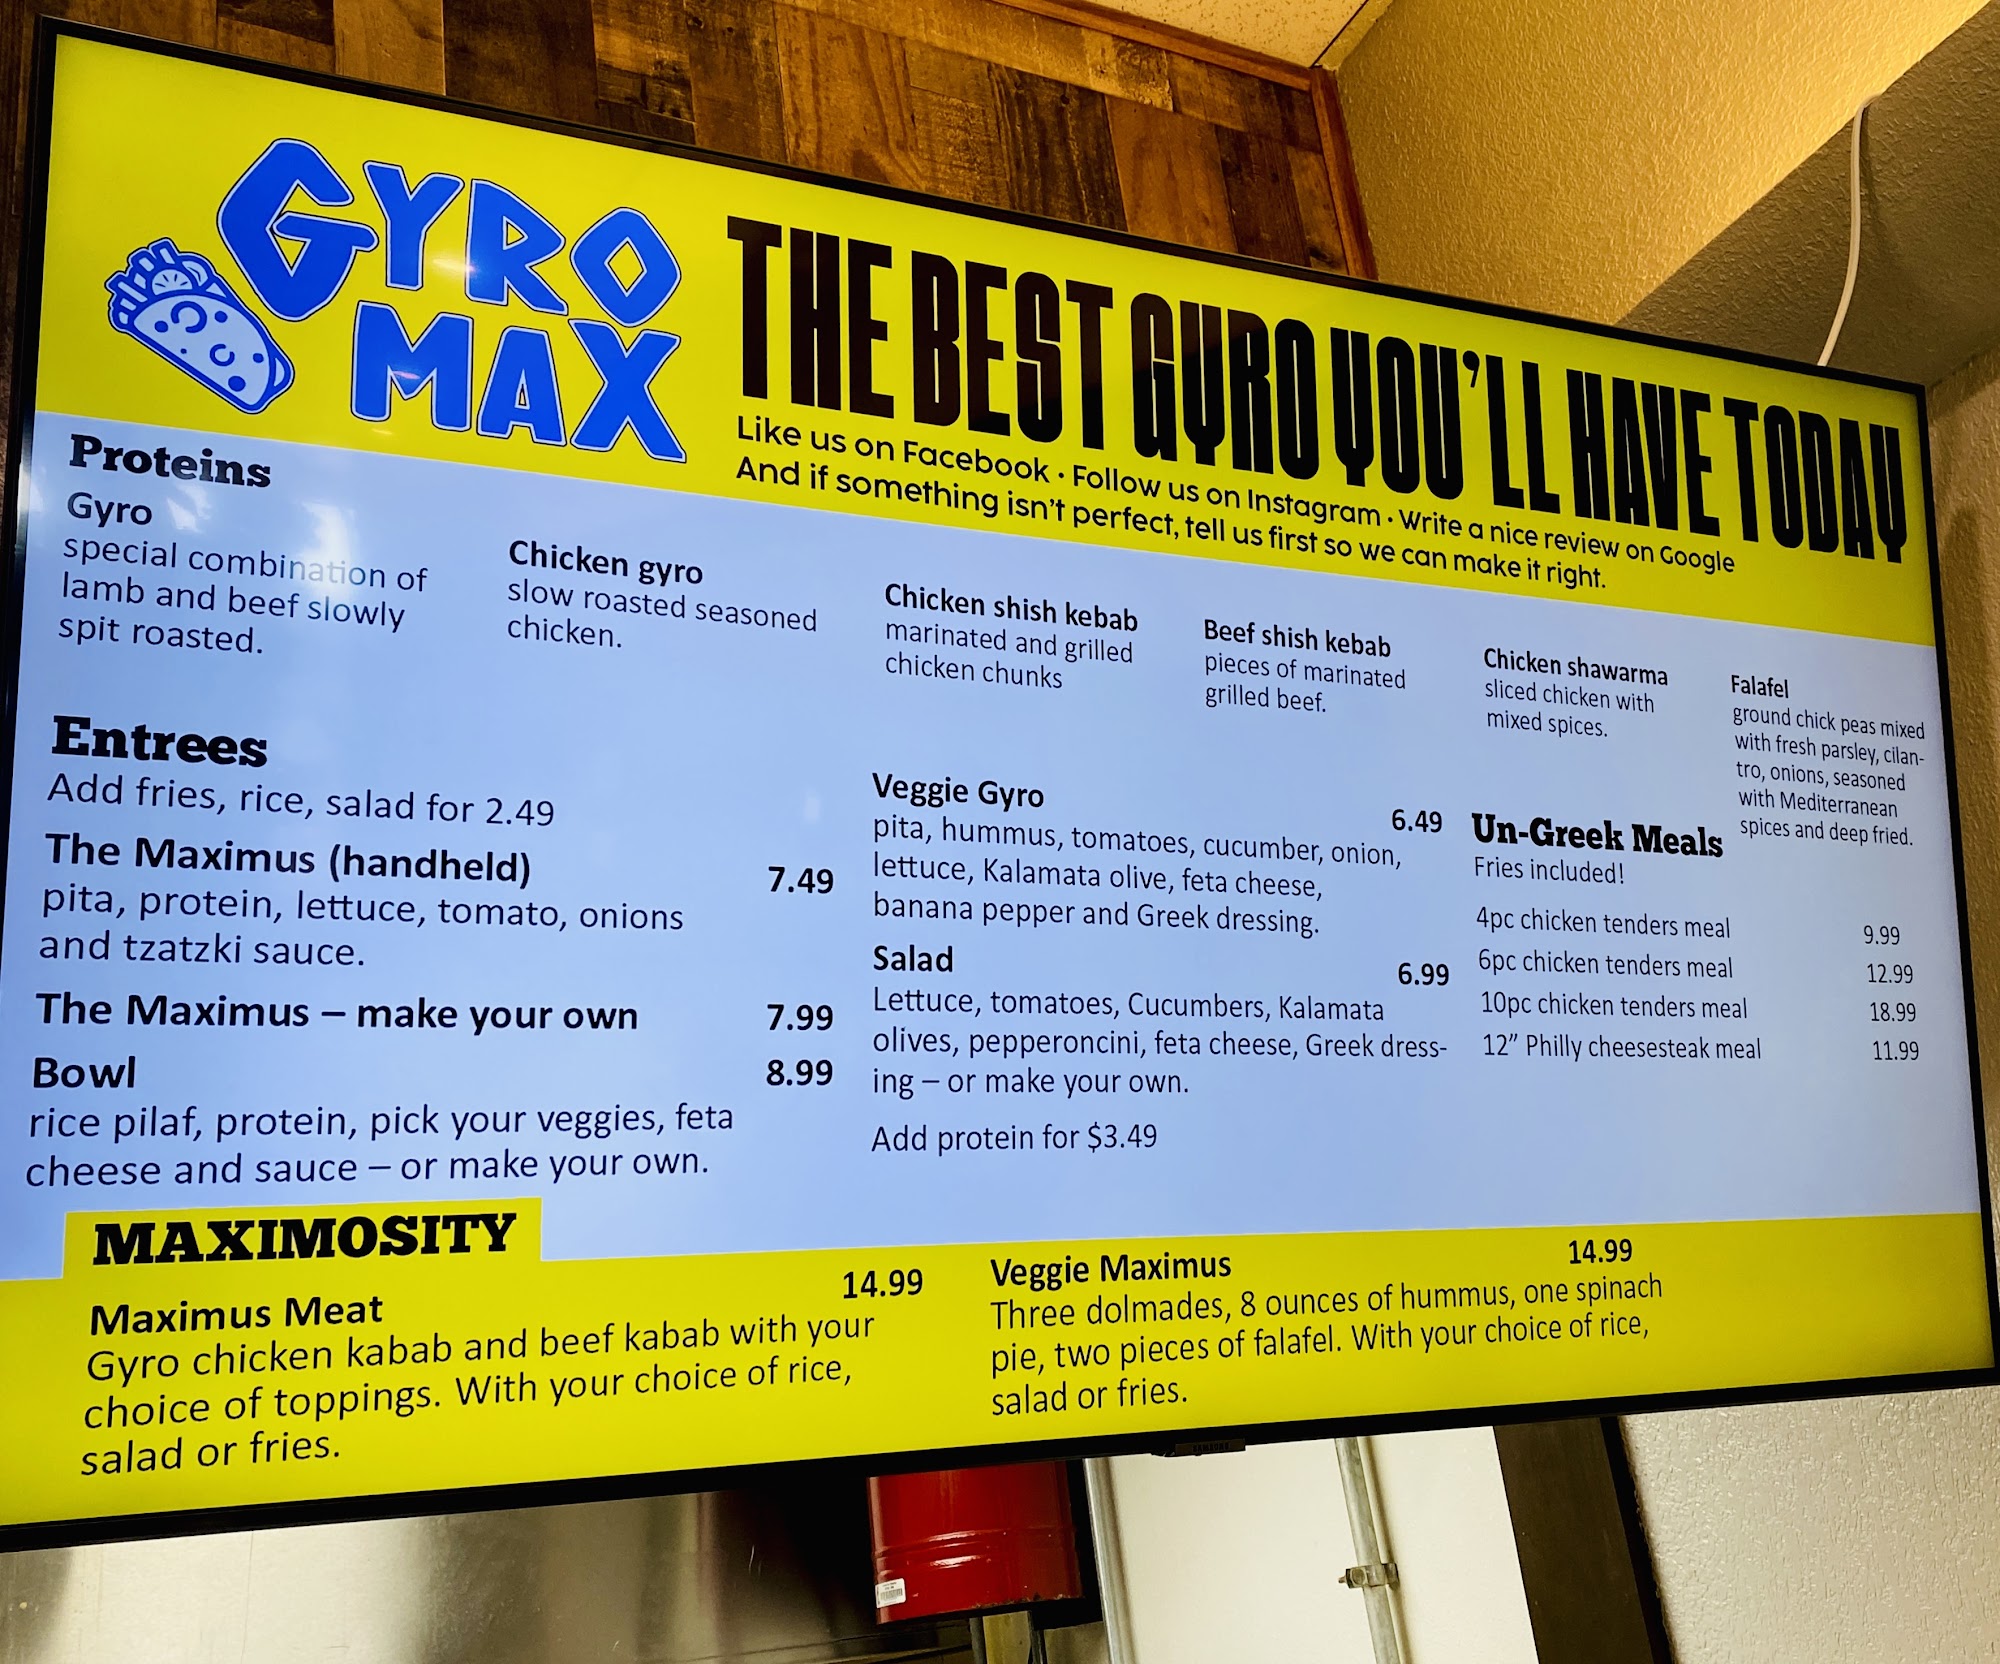 GYRO
MAX
THE BEST GYRO YOU'LL HAVE TODAY
Like us on Facebook · Follow us on Instagram · Write a nice review on Google
And if something isn't perfect, tell us first so we can make it right.
Proteins
Gyro
special combination of
lamb and beef slowly
spit roasted.
Chicken gyro
slow roasted seasoned
chicken.
Chicken shish kebab
marinated and grilled
chicken chunks
Beef shish kebab
pieces of marinated
grilled beef.
Chicken shawarma
sliced chicken with
mixed spices.
Falafel
ground chick peas mixed
with fresh parsley, cilan-
tro, onions, seasoned
with Mediterranean
spices and deep fried.
Entrees
Add fries, rice, salad for 2.49
The Maximus (handheld) 7.49
pita, protein, lettuce, tomato, onions
and tzatzki sauce.
The Maximus – make your own 7.99
Bowl 8.99
rice pilaf, protein, pick your veggies, feta
cheese and sauce – or make your own.
Veggie Gyro 6.49
pita, hummus, tomatoes, cucumber, onion,
lettuce, Kalamata olive, feta cheese,
banana pepper and Greek dressing.
Salad 6.99
Lettuce, tomatoes, Cucumbers, Kalamata
olives, pepperoncini, feta cheese, Greek dress-
ing – or make your own.
Add protein for $3.49
Un-Greek Meals
Fries included!
4pc chicken tenders meal 9.99
6pc chicken tenders meal 12.99
10pc chicken tenders meal 18.99
12" Philly cheesesteak meal 11.99
MAXIMOSITY
Maximus Meat 14.99
Gyro chicken kabab and beef kabab with your
choice of toppings. With your choice of rice,
salad or fries.
Veggie Maximus 14.99
Three dolmades, 8 ounces of hummus, one spinach
pie, two pieces of falafel. With your choice of rice,
salad or fries.
SAMSUNG